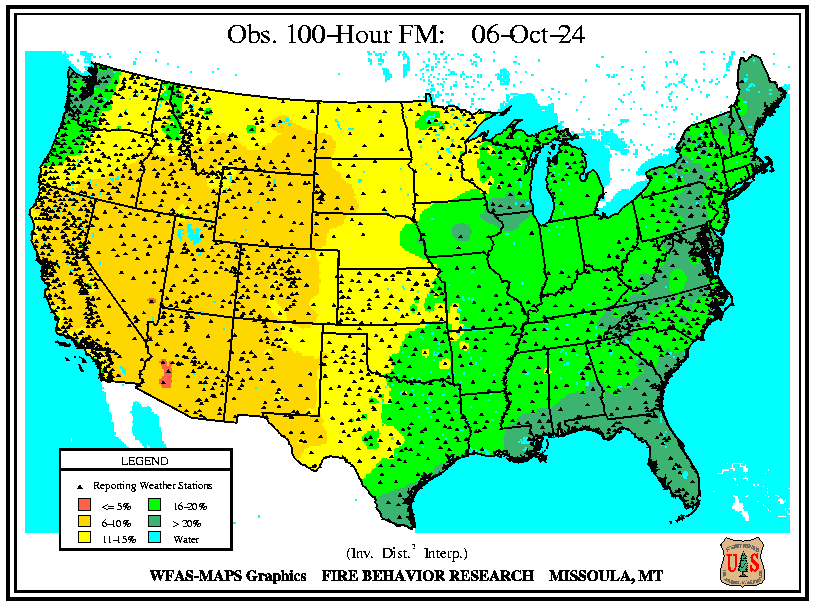 Obs. 100-Hour FM: 06-Oct-24
LEGEND
Reporting Weather Stations
<= 5% 16-20%
6-10% > 20%
11-15% Water
(Inv. Dist.² Interp.)
WFAS-MAPS Graphics FIRE BEHAVIOR RESEARCH MISSOULA, MT
U S